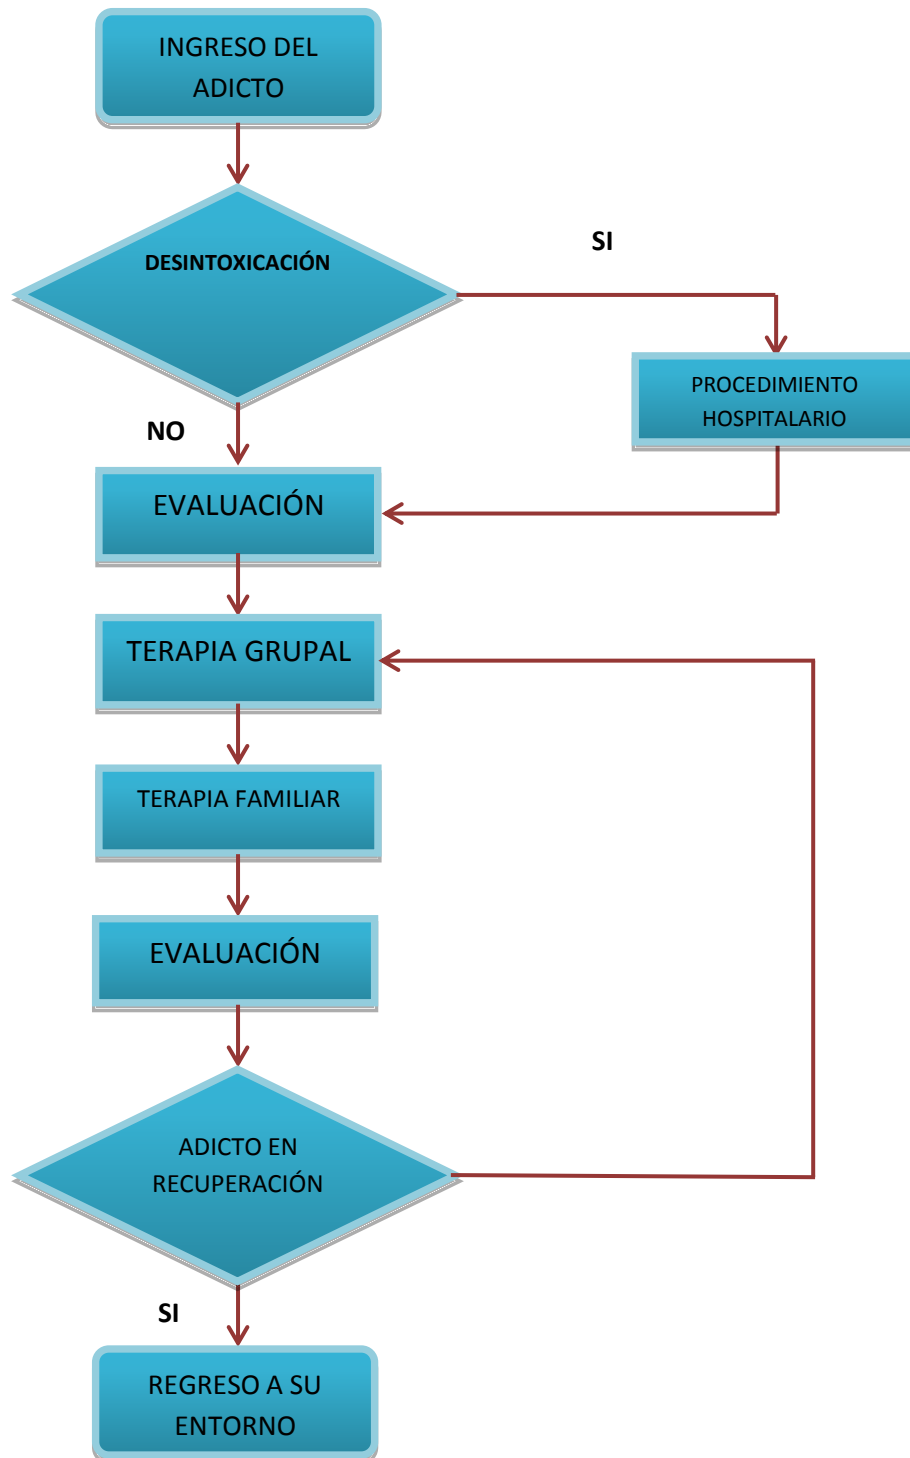 INGRESO DEL
ADICTO
DESINTOXICACIÓN
SI
PROCEDIMIENTO
HOSPITALARIO
NO
EVALUACIÓN
TERAPIA GRUPAL
TERAPIA FAMILIAR
EVALUACIÓN
ADICTO EN
RECUPERACIÓN
SI
REGRESO A SU
ENTORNO